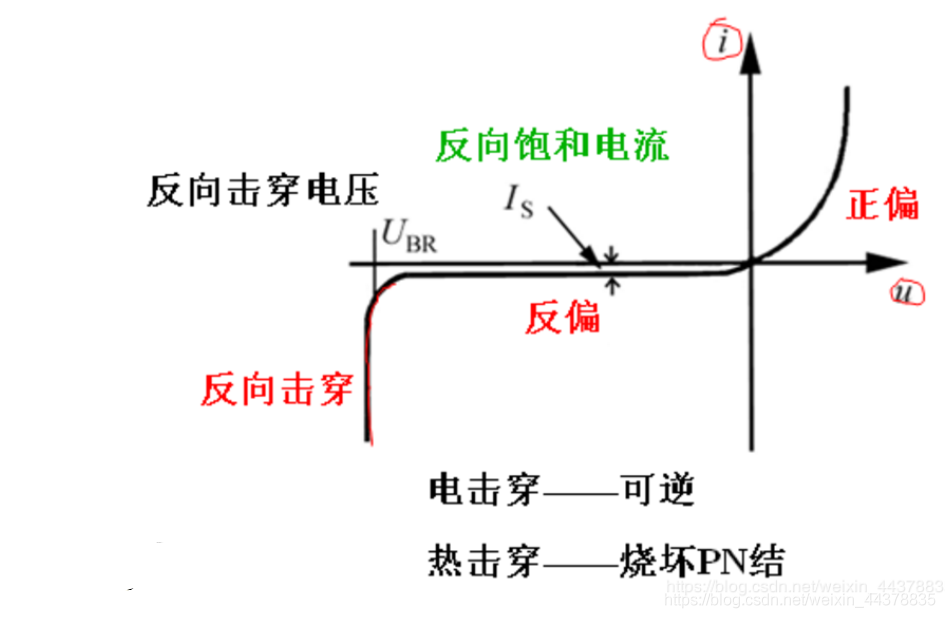 i
反向饱和电流
反向击穿电压
I_S
正偏
U_BR
u
反偏
反向击穿
电击穿——可逆
热击穿——烧坏PN结
https://blog.csdn.net/weixin_4437883
https://blog.csdn.net/weixin_44378835